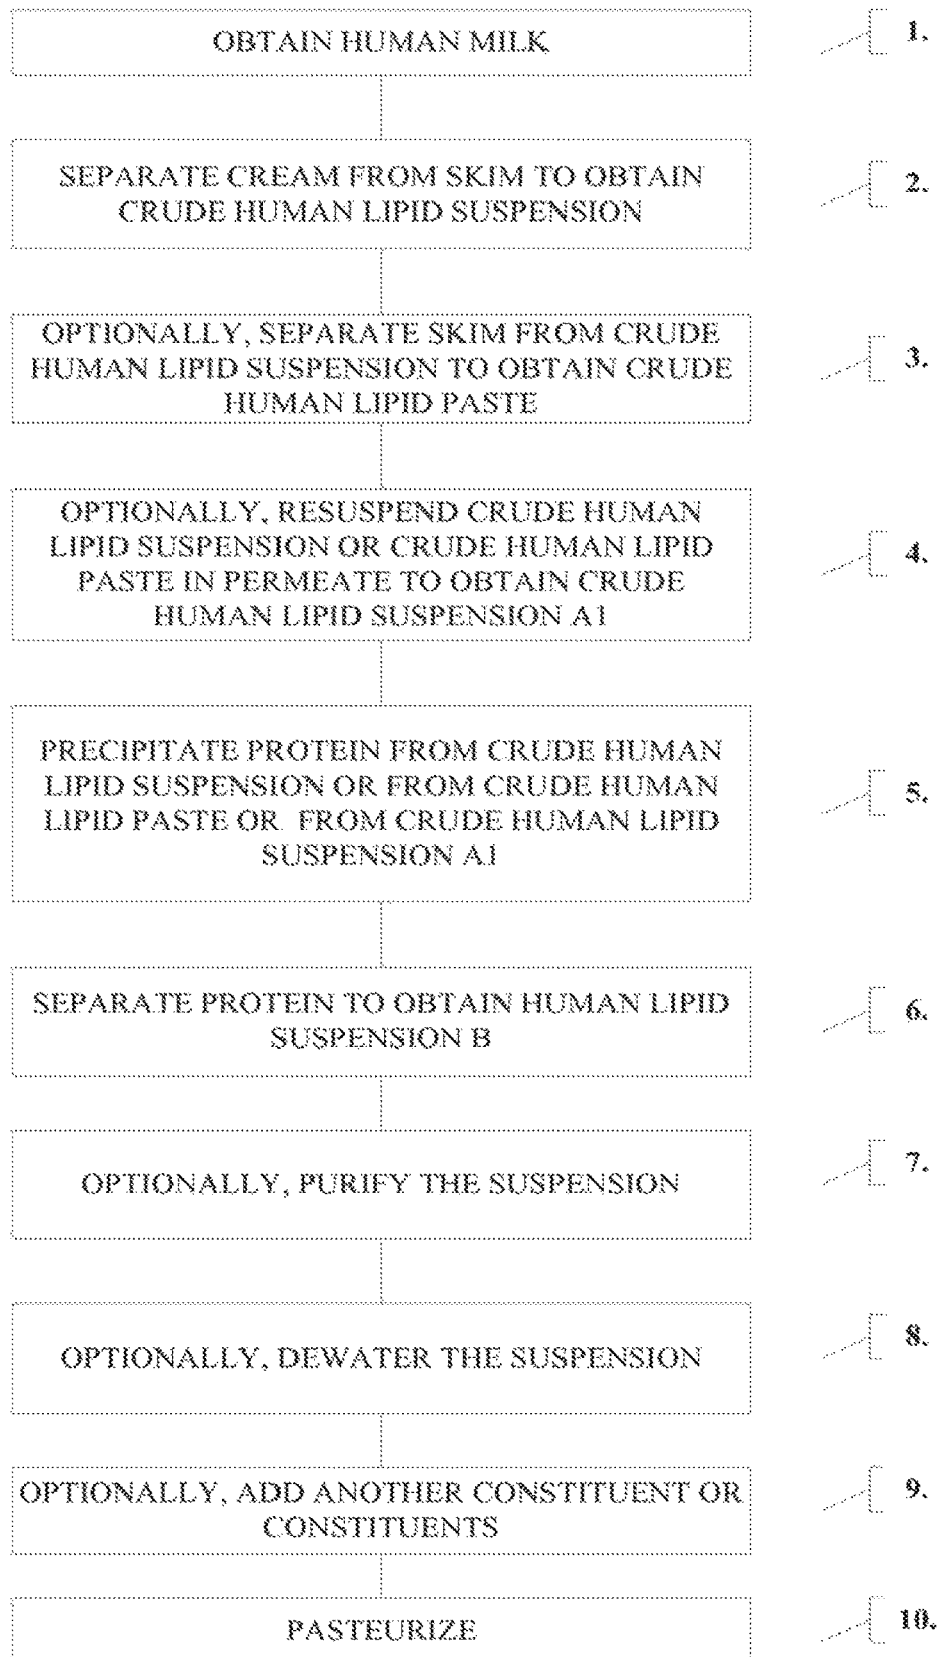 OBTAIN HUMAN MILK
1.
SEPARATE CREAM FROM SKIM TO OBTAIN
CRUDE HUMAN LIPID SUSPENSION
2.
OPTIONALLY, SEPARATE SKIM FROM CRUDE
HUMAN LIPID SUSPENSION TO OBTAIN CRUDE
HUMAN LIPID PASTE
3.
OPTIONALLY, RESUSPEND CRUDE HUMAN
LIPID SUSPENSION OR CRUDE HUMAN LIPID
PASTE IN PERMEATE TO OBTAIN CRUDE
HUMAN LIPID SUSPENSION A1
4.
PRECIPITATE PROTEIN FROM CRUDE HUMAN
LIPID SUSPENSION OR FROM CRUDE HUMAN
LIPID PASTE OR FROM CRUDE HUMAN LIPID
SUSPENSION A1
5.
SEPARATE PROTEIN TO OBTAIN HUMAN LIPID
SUSPENSION B
6.
OPTIONALLY, PURIFY THE SUSPENSION
7.
OPTIONALLY, DEWATER THE SUSPENSION
8.
OPTIONALLY, ADD ANOTHER CONSTITUENT OR
CONSTITUENTS
9.
PASTEURIZE
10.